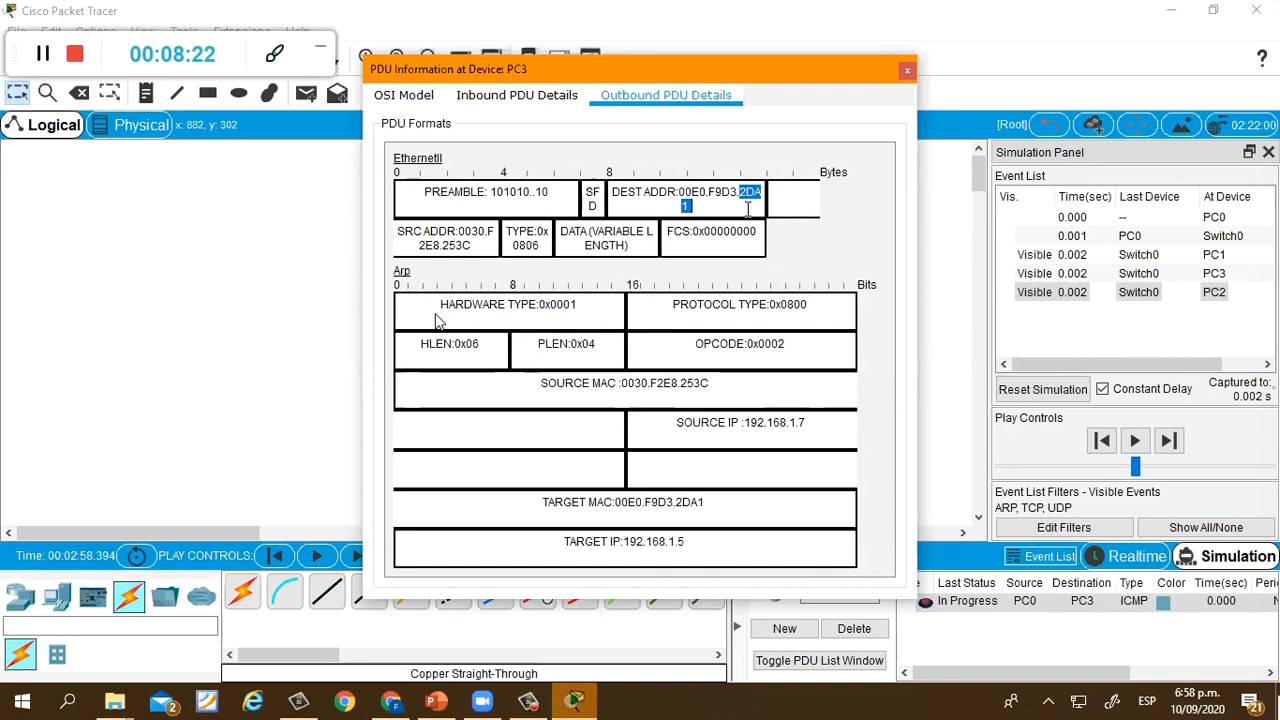 Cisco Packet Tracer
00:08:22
PDU Information at Device: PC3
OSI Model Inbound PDU Details Outbound PDU Details
Logical Physical x: 882, y: 302
[Root] 02:22:00
PDU Formats
EthernetII
0 4 8 Bytes
PREAMBLE: 101010..10
SF
D
DEST ADDR:00E0.F9D3.2DA
1
SRC ADDR:0030.F
2E8.253C
TYPE:0x
0806
DATA (VARIABLE L
ENGTH)
FCS:0x00000000
Arp
0 8 16 Bits
HARDWARE TYPE:0x0001 PROTOCOL TYPE:0x0800
HLEN:0x06 PLEN:0x04 OPCODE:0x0002
SOURCE MAC :0030.F2E8.253C
SOURCE IP :192.168.1.7
TARGET MAC:00E0.F9D3.2DA1
TARGET IP:192.168.1.5
Simulation Panel
Event List
Vis. Time(sec) Last Device At Device
0.000 -- PC0
0.001 PC0 Switch0
Visible 0.002 Switch0 PC1
Visible 0.002 Switch0 PC3
Visible 0.002 Switch0 PC2
Reset Simulation Constant Delay Captured to:
0.002 s
Play Controls
Event List Filters - Visible Events
ARP, TCP, UDP
Edit Filters Show All/None
Time: 00:02:58.394 PLAY CONTROLS:
Event List Realtime Simulation
Last Status Source Destination Type Color Time(sec)
In Progress PC0 PC3 ICMP 0.000
New Delete
Toggle PDU List Window
Copper Straight-Through
2
ESP
6:58 p.m.
10/09/2020
21